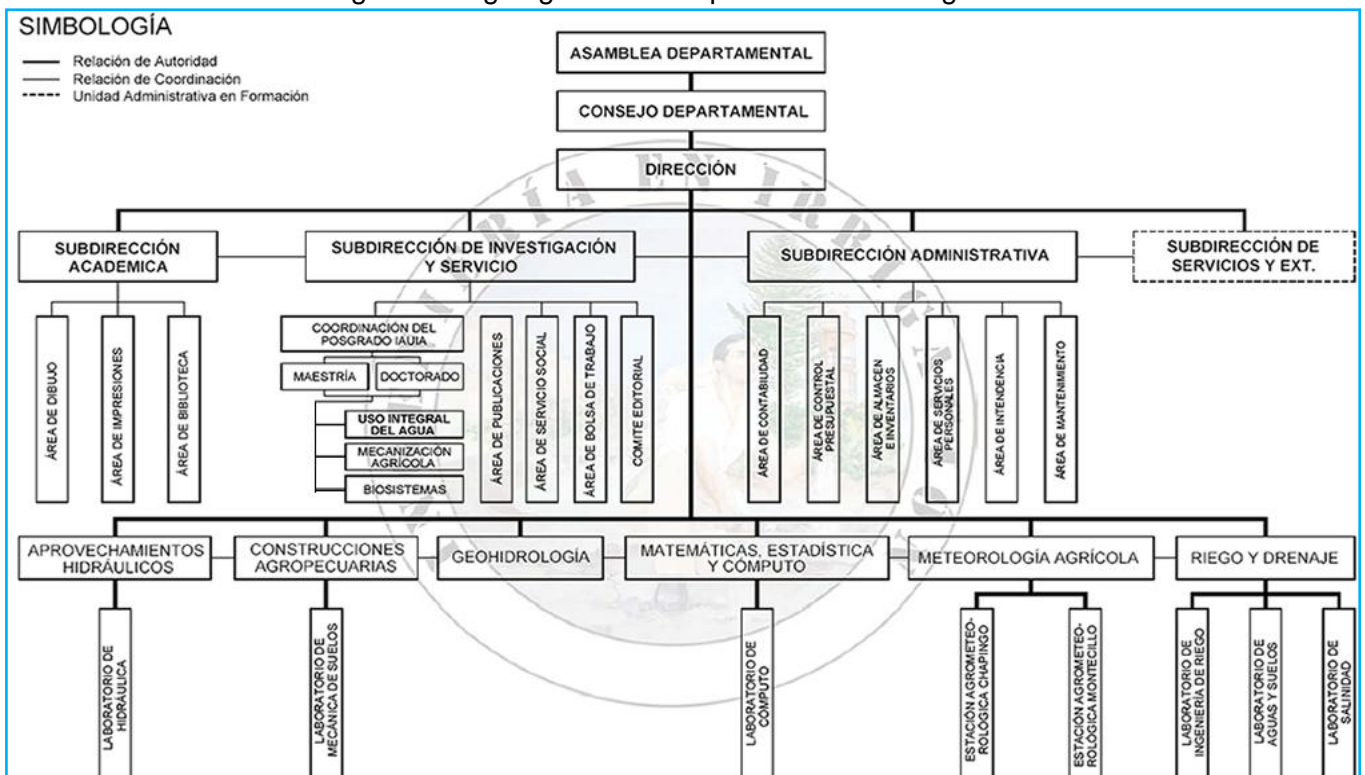 SIMBOLOGÍA
Relación de Autoridad
Relación de Coordinación
Unidad Administrativa en Formación
ASAMBLEA DEPARTAMENTAL
CONSEJO DEPARTAMENTAL
DIRECCIÓN
SUBDIRECCIÓN
ACADEMICA
SUBDIRECCIÓN DE INVESTIGACIÓN
Y SERVICIO
SUBDIRECCIÓN ADMINISTRATIVA
SUBDIRECCIÓN DE
SERVICIOS Y EXT.
ÁREA DE DIBUJO
ÁREA DE IMPRESIONES
ÁREA DE BIBLIOTECA
COORDINACIÓN DEL
POSGRADO IAUIA
MAESTRÍA
DOCTORADO
USO INTEGRAL
DEL AGUA
MECANIZACIÓN
AGRÍCOLA
BIOSISTEMAS
ÁREA DE PUBLICACIONES
ÁREA DE SERVICIO SOCIAL
ÁREA DE BOLSA DE TRABAJO
COMITE EDITORIAL
ÁREA DE CONTABILIDAD
ÁREA DE CONTROL
PRESUPUESTAL
ÁREA DE ALMACEN
E INVENTARIOS
ÁREA DE SERVICIOS
PERSONALES
ÁREA DE INTENDENCIA
ÁREA DE MANTENIMIENTO
APROVECHAMIENTOS
HIDRÁULICOS
CONSTRUCCIONES
AGROPECUARIAS
GEOHIDROLOGÍA
MATEMÁTICAS, ESTADÍSTICA
Y CÓMPUTO
METEOROLOGÍA AGRÍCOLA
RIEGO Y DRENAJE
LABORATORIO DE
HIDRÁULICA
LABORATORIO DE
MECÁNICA DE SUELOS
LABORATORIO DE
CÓMPUTO
ESTACIÓN AGROMETEO-
ROLÓGICA CHAPINGO
ESTACIÓN AGROMETEO-
ROLÓGICA MONTECILLO
LABORATORIO DE
INGENIERÍA DE RIEGO
LABORATORIO DE
AGUAS Y SUELOS
LABORATORIO DE
SALINIDAD